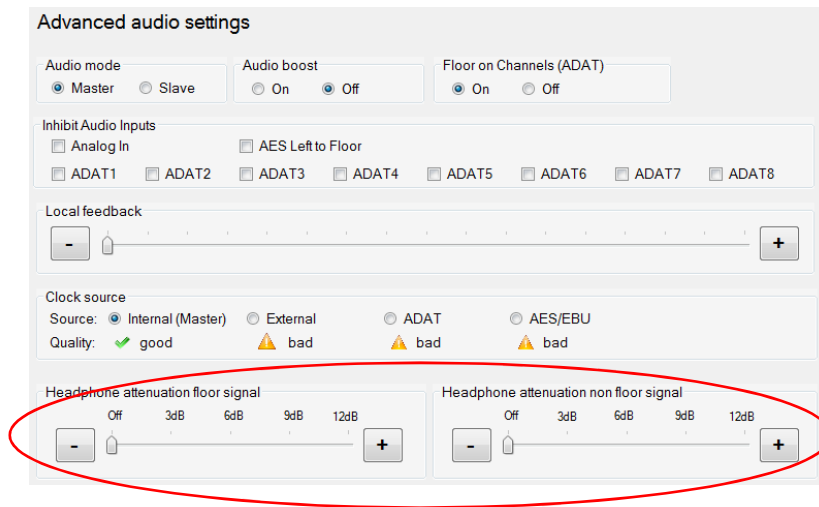 Advanced audio settings
Audio mode Audio boost Floor on Channels (ADAT)
Master Slave On Off On Off
Inhibit Audio Inputs
Analog In AES Left to Floor
ADAT1 ADAT2 ADAT3 ADAT4 ADAT5 ADAT6 ADAT7 ADAT8
Local feedback
- +
Clock source
Source: Internal (Master) External ADAT AES/EBU
Quality: good bad bad bad
Headphone attenuation floor signal Headphone attenuation non floor signal
Off 3dB 6dB 9dB 12dB Off 3dB 6dB 9dB 12dB
- + - +